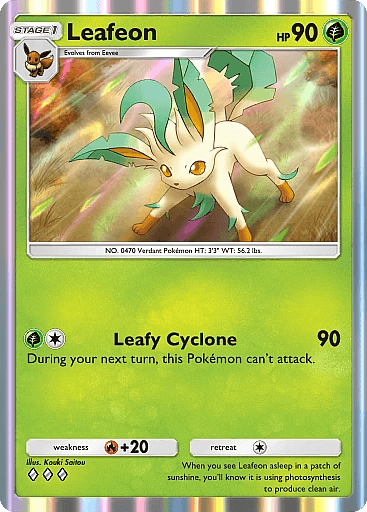 STAGE 1
Leafeon
HP 90
Evolves from Eevee
NO. 0470 Verdant Pokémon HT: 3'3" WT: 56.2 lbs.
Leafy Cyclone 90
During your next turn, this Pokémon can't attack.
weakness +20 retreat
Illus. Kouki Saitou
When you see Leafeon asleep in a patch of
sunshine, you'll know it is using photosynthesis
to produce clean air.